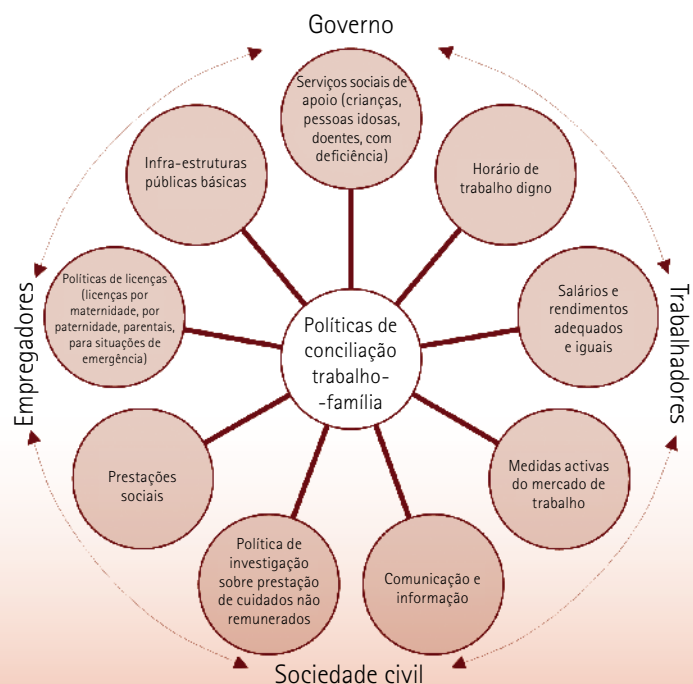 Governo
Serviços sociais de
apoio (crianças,
pessoas idosas,
doentes, com
deficiência)
Infra-estruturas
públicas básicas
Horário de
trabalho digno
Empregadores
Políticas de licenças
(licenças por
maternidade, por
paternidade, parentais,
para situações de
emergência)
Políticas de
conciliação
trabalho-
-família
Salários e
rendimentos
adequados
e iguais
Trabalhadores
Prestações
sociais
Medidas activas
do mercado de
trabalho
Política de
investigação
sobre prestação
de cuidados não
remunerados
Comunicação e
informação
Sociedade civil